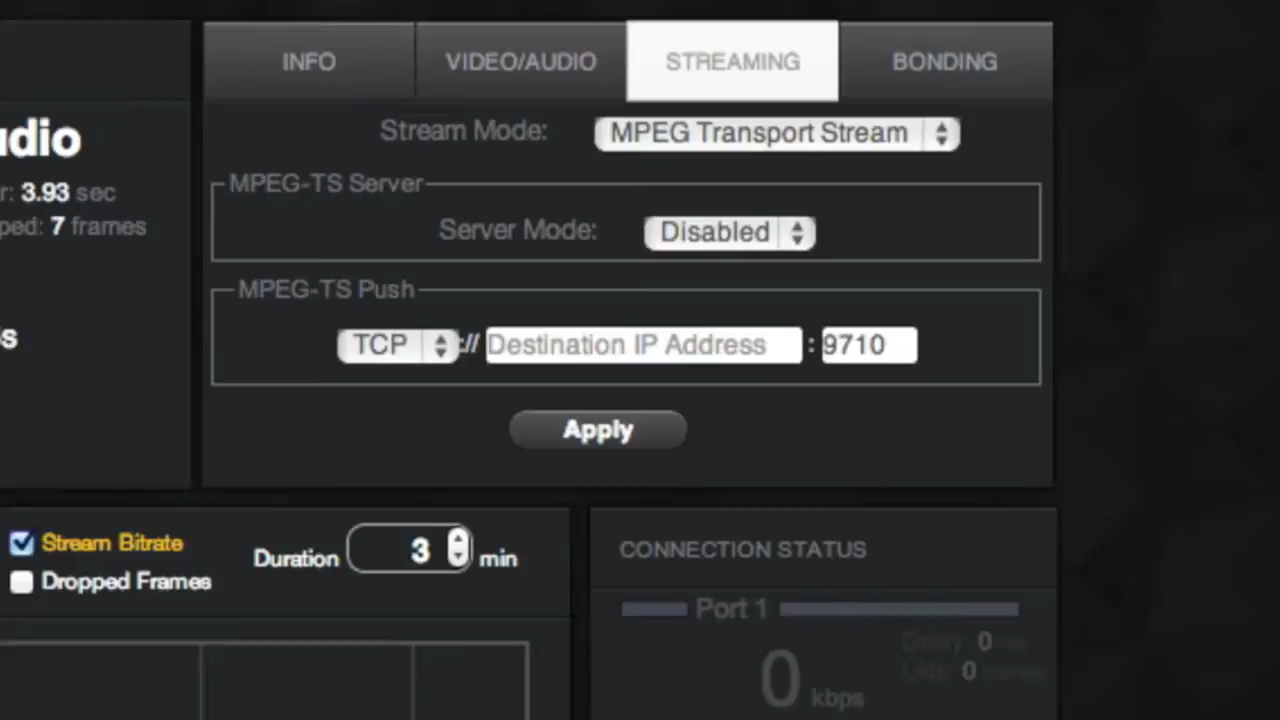 INFO VIDEO/AUDIO STREAMING BONDING
udio
Stream Mode: MPEG Transport Stream
r: 3.93 sec
MPEG-TS Server
ped: 7 frames
Server Mode: Disabled
MPEG-TS Push
s
TCP :// Destination IP Address : 9710
Apply
Stream Bitrate
Duration 3 min
Dropped Frames
CONNECTION STATUS
Port 1
Delay: 0
Late: 0
0 kbps